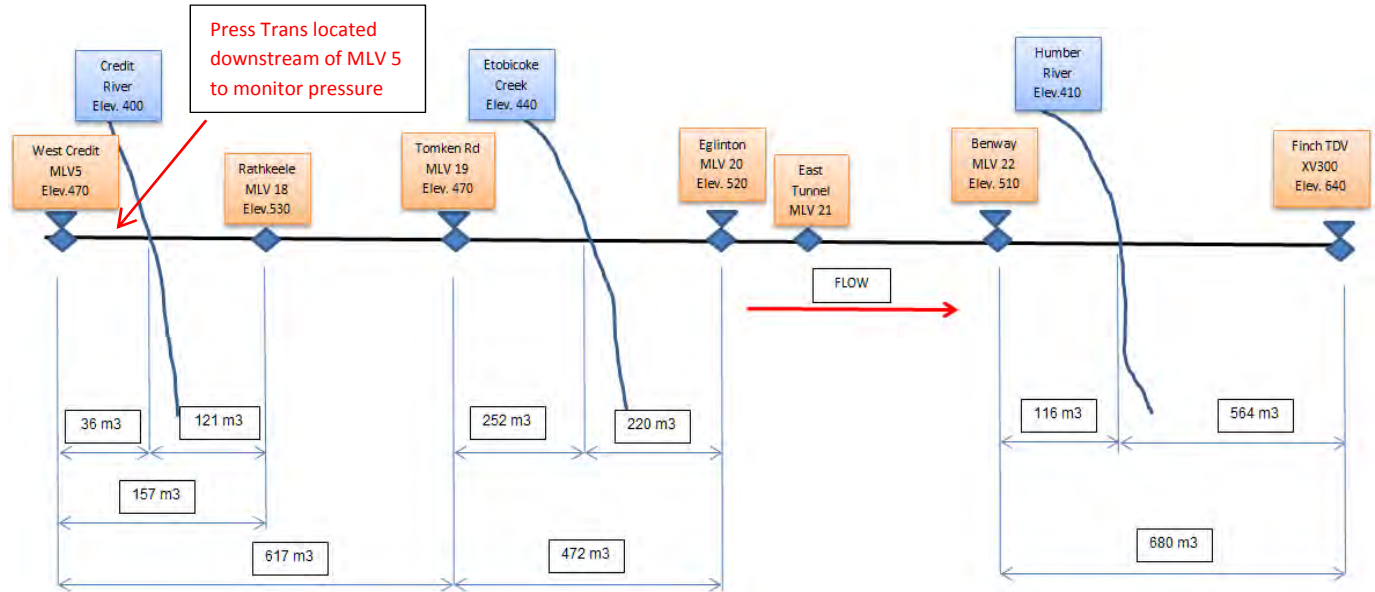 Press Trans located
downstream of MLV 5
to monitor pressure
Credit
River
Elev. 400
Etobicoke
Creek
Elev. 440
Humber
River
Elev.410
West Credit
MLV5
Elev.470
Rathkeele
MLV 18
Elev.530
Tomken Rd
MLV 19
Elev. 470
Eglinton
MLV 20
Elev. 520
East
Tunnel
MLV 21
Benway
MLV 22
Elev. 510
Finch TDV
XV300
Elev. 640
FLOW
36 m3
121 m3
252 m3
220 m3
116 m3
564 m3
157 m3
617 m3
472 m3
680 m3